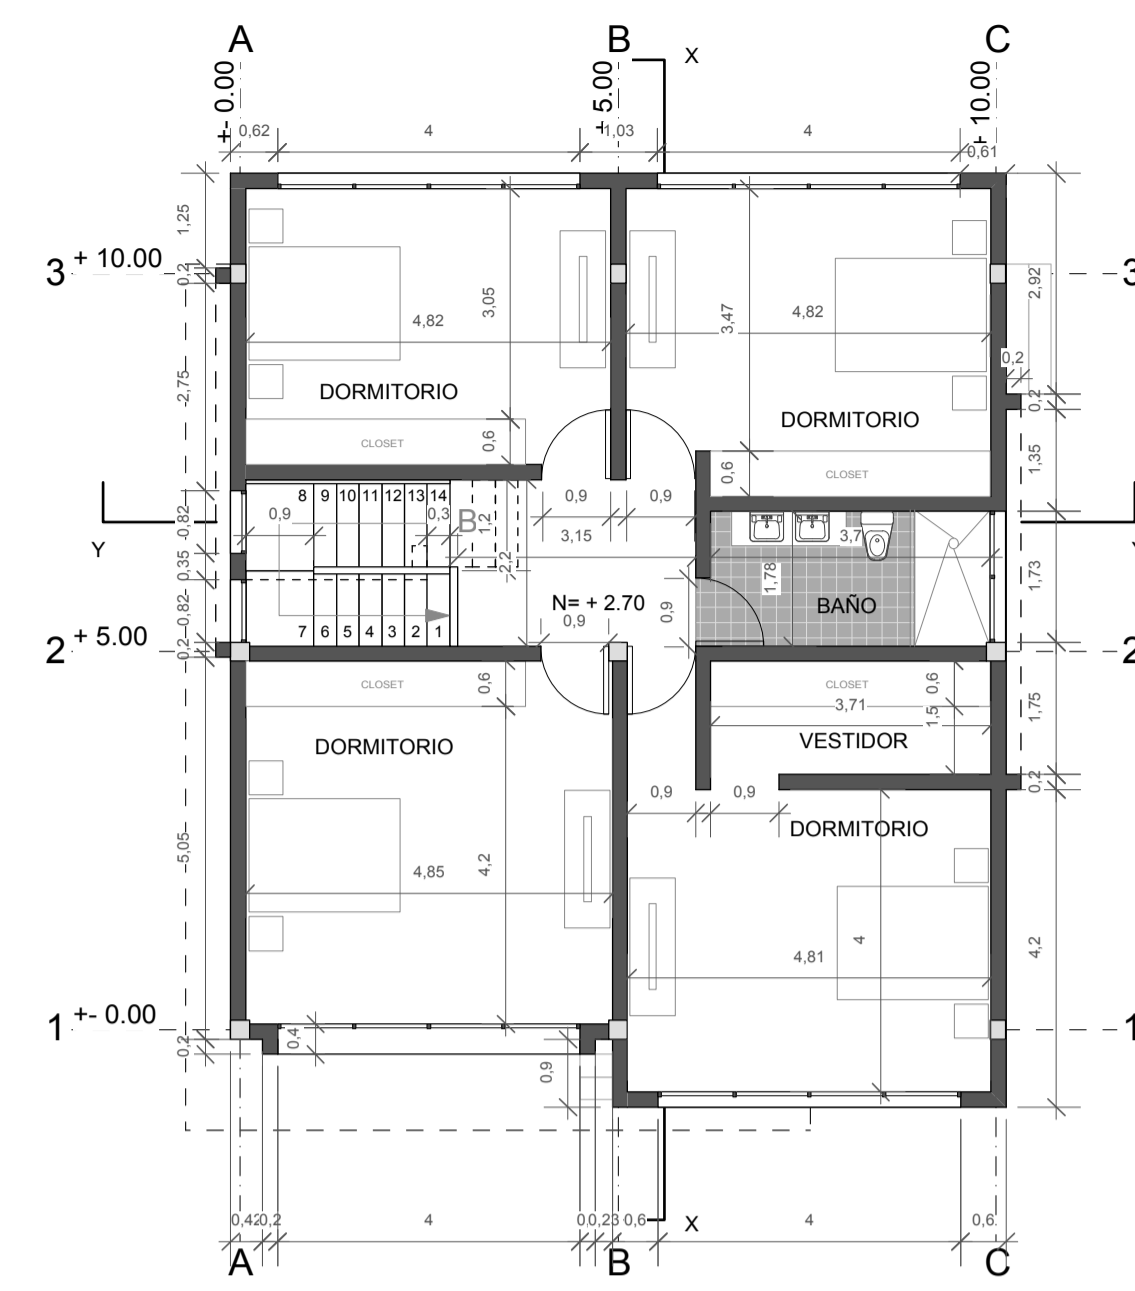 A B C
+- 0.00 + 5.00 + 10.00
X
0,62 4 1,03 4 0,61
1,25
3 + 10.00 3
0,2
2,92
3,05
4,82 3,47 4,82
0,2
2,75
DORMITORIO
0,2
DORMITORIO
CLOSET 0,6
1,35
0,6 CLOSET
8 9 10 11 12 13 14
0,9 0,9
0,9 0,3 B 1,2
0,82
3,15 3,7
Y
2,2
0,35
1,78 1,73
N= + 2.70 BAÑO
0,82
0,9 0,9
7 6 5 4 3 2 1
2 + 5.00 2
0,2
CLOSET 0,6 CLOSET 0,6
3,71 1,5 1,75
DORMITORIO VESTIDOR
0,2
0,9 0,9
DORMITORIO
5,05
4,85 4,2
4
4,81 4,2
1 +- 0.00 1
0,2 0,4
0,9
0,42 0,2 4 0,23 0,6 X 4 0,6
A B C